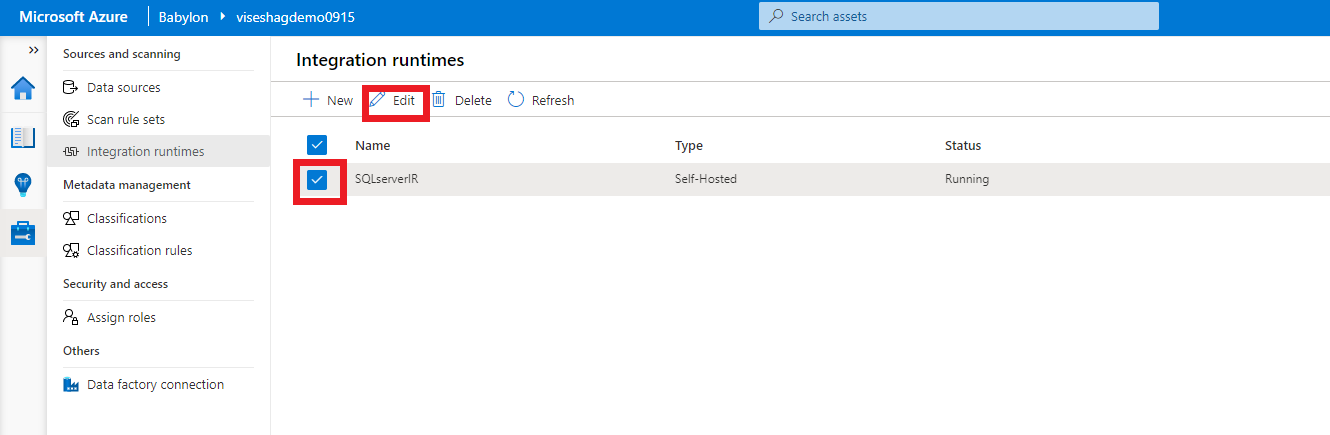 Microsoft Azure Babylon viseshagdemo0915 Search assets
Sources and scanning
Data sources
Scan rule sets
Integration runtimes
Metadata management
Classifications
Classification rules
Security and access
Assign roles
Others
Data factory connection
Integration runtimes
New Edit Delete Refresh
Name Type Status
SQLserverIR Self-Hosted Running